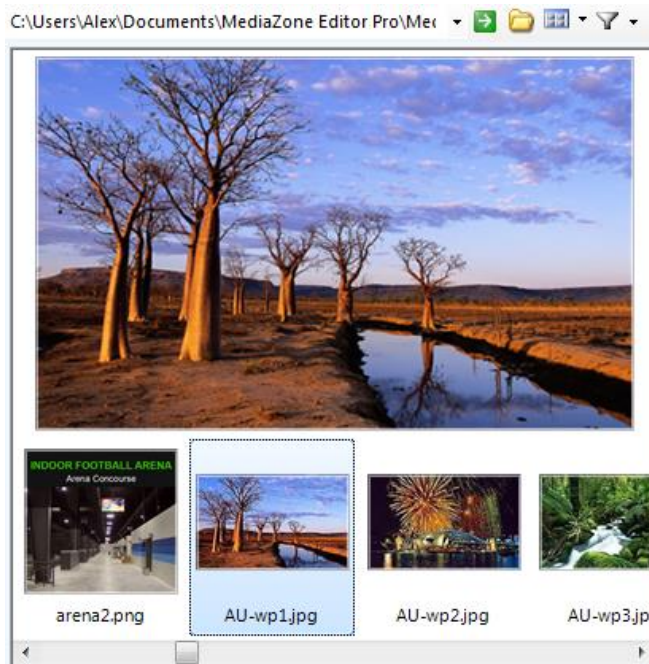 C:\Users\Alex\Documents\MediaZone Editor Pro\Mec
INDOOR FOOTBALL ARENA
Arena Concourse
arena2.png
AU-wp1.jpg
AU-wp2.jpg
AU-wp3.jp